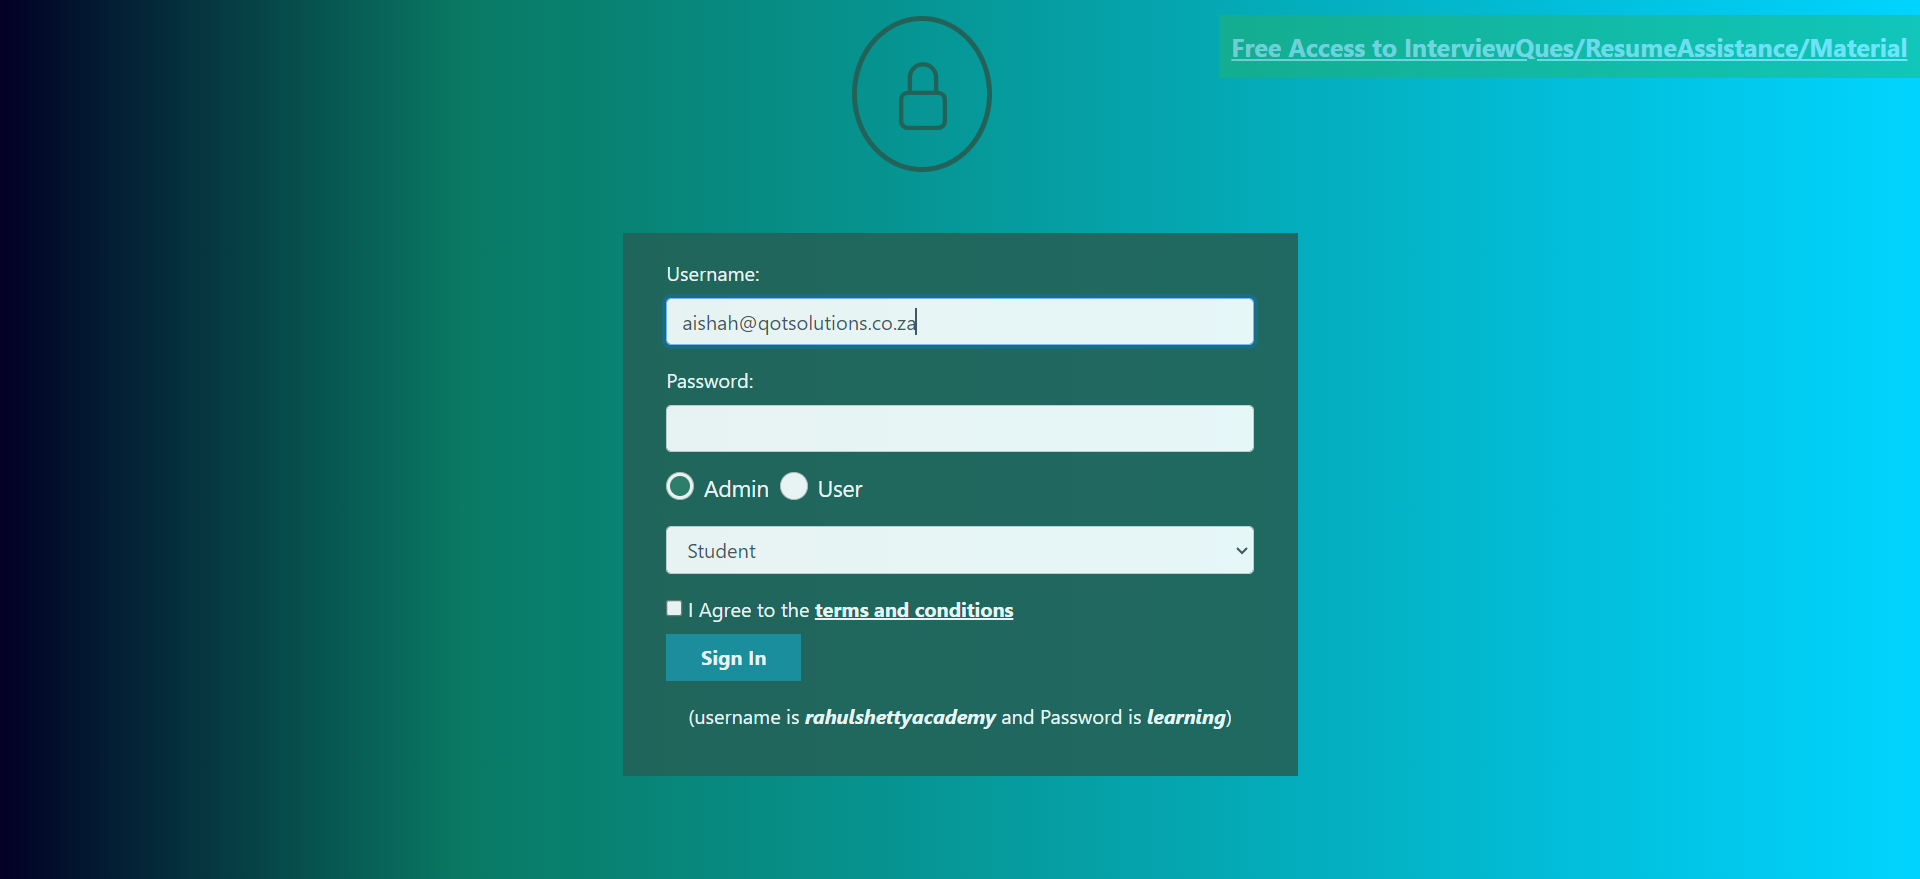 Free Access to InterviewQues/ResumeAssistance/Material
Username:
aishah@qotsolutions.co.za
Password:
Admin User
Student
I Agree to the terms and conditions
Sign In
(username is rahulshettyacademy and Password is learning)